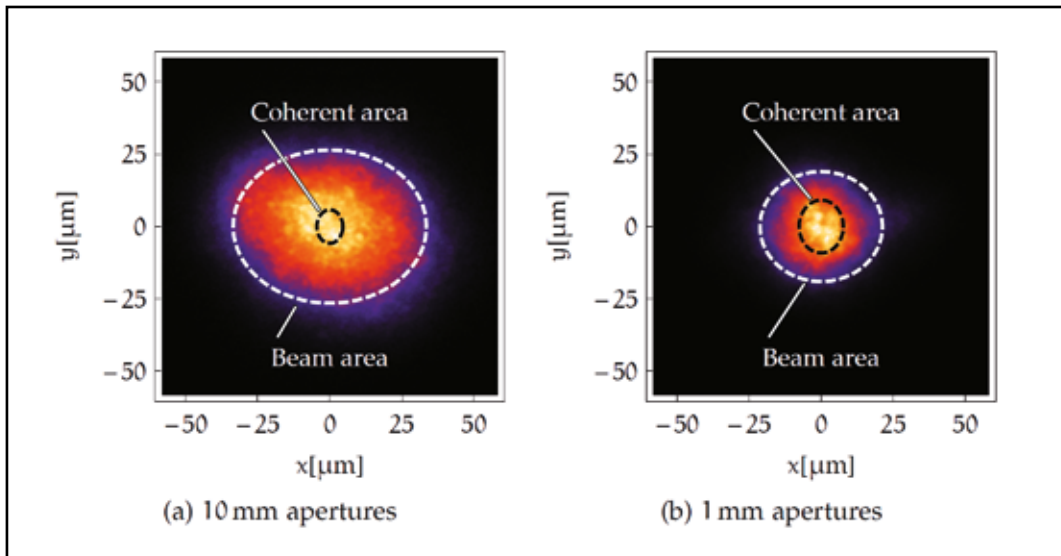 50
25
0
−25
−50
y[μm]
Coherent area
Beam area
−50 −25 0 25 50
x[μm]
(a) 10 mm apertures
50
25
0
−25
−50
y[μm]
Coherent area
Beam area
−50 −25 0 25 50
x[μm]
(b) 1 mm apertures